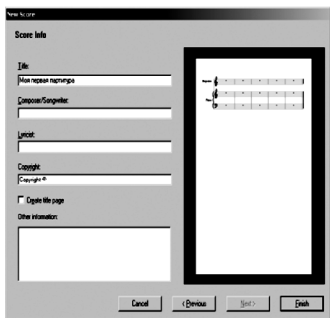 New Score
Score Info
Title:
Моя первая партитура
Composer/Songwriter:
Lyricist:
Copyright:
Copyright ©
Create title page
Other information:
Cancel
< Previous
Next >
Finish